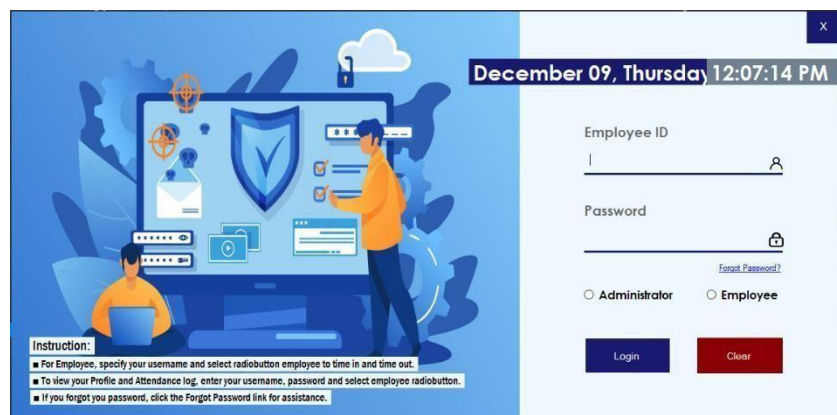 X
December 09, Thursday 12:07:14 PM
Employee ID
Password
Forgot Password?
Administrator Employee
Login Clear
Instruction:
■ For Employee, specify your username and select radiobutton employee to time in and time out.
■ To view your Profile and Attendance log, enter your username, password and select employee radiobutton.
■ If you forgot you password, click the Forgot Password link for assistance.